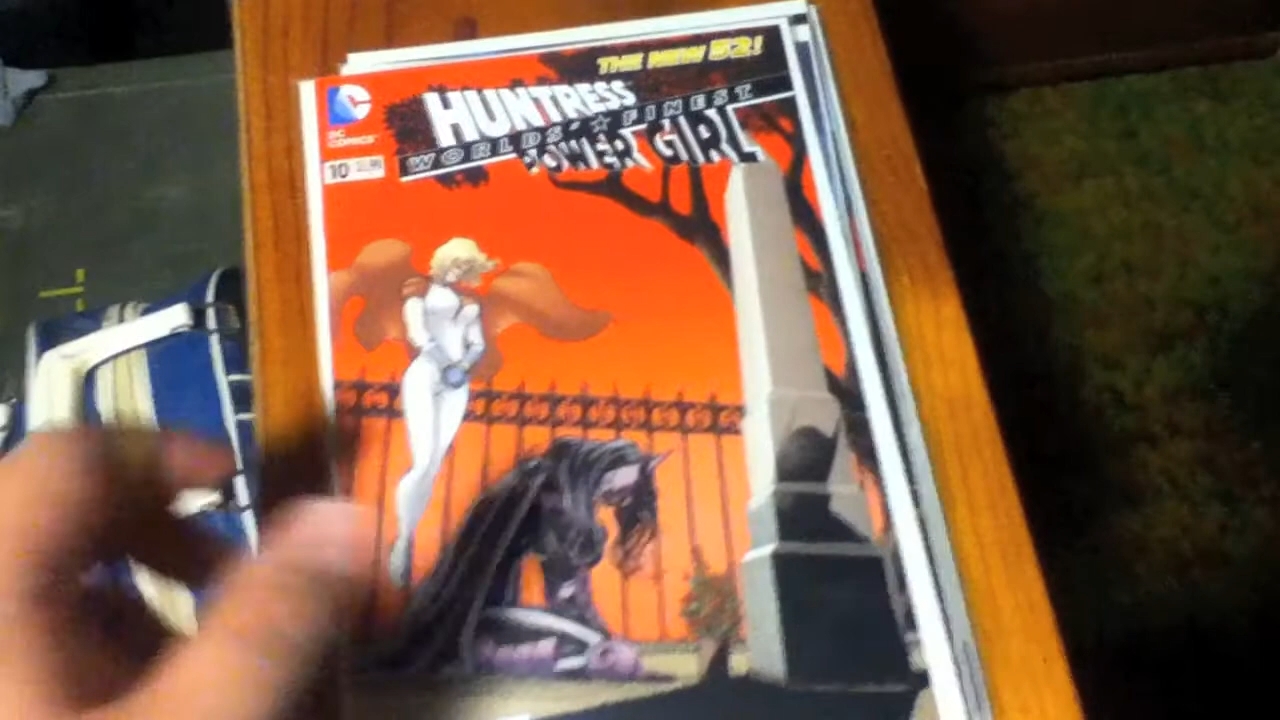 THE NEW 52!
HUNTRESS
WORLDS' FINEST
POWER GIRL
DC
COMICS
10